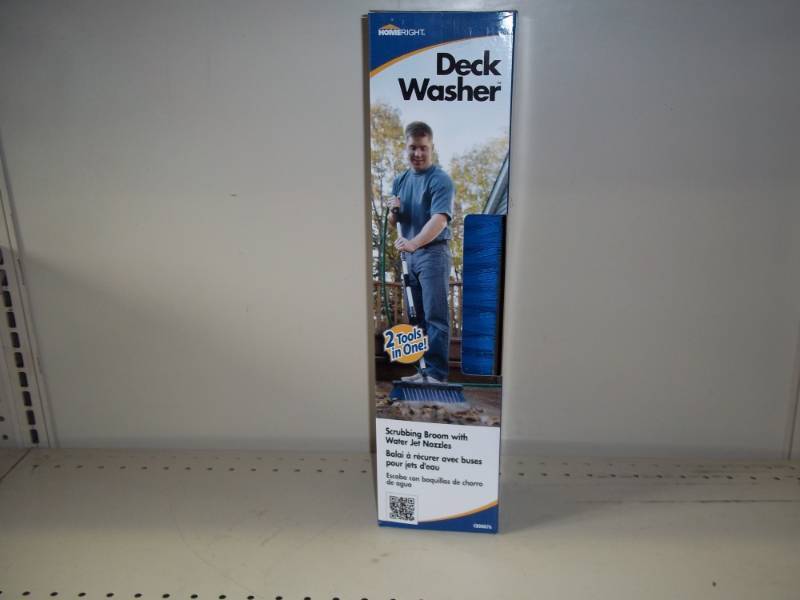 HOMERIGHT.
Deck
Washer™
2 Tools
in One!
Scrubbing Broom with
Water Jet Nozzles
Balai à récurer avec buses
pour jets d'eau
Escoba con boquillas de chorro
de agua